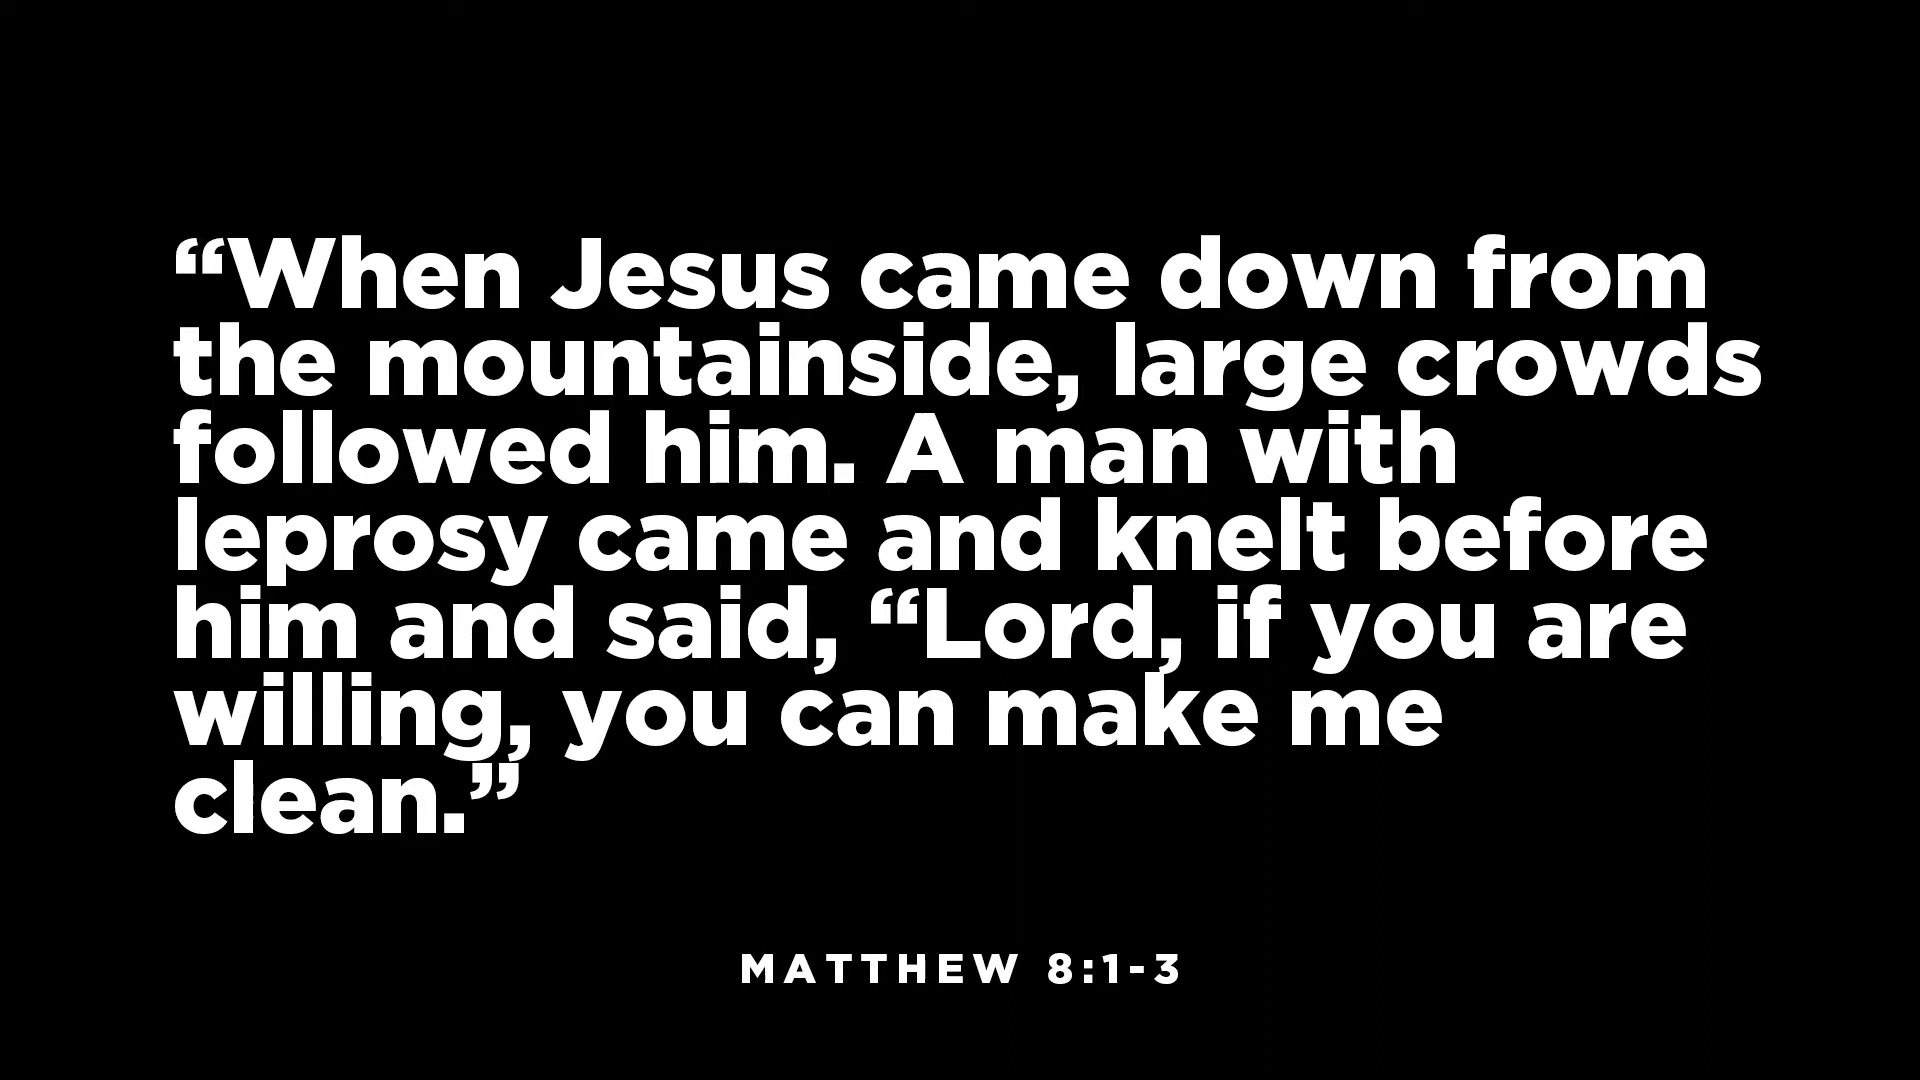 “When Jesus came down from
the mountainside, large crowds
followed him. A man with
leprosy came and knelt before
him and said, “Lord, if you are
willing, you can make me
clean.”
MATTHEW 8:1-3